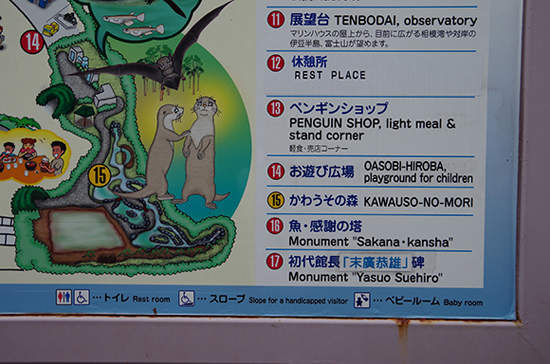 14
15
11 展望台 TENBODAI, observatory
マリンハウスの屋上から、目前に広がる相模湾や対岸の
伊豆半島、富士山が望めます。
12 休憩所
REST PLACE
13 ペンギンショップ
PENGUIN SHOP, light meal &
stand corner
軽食・売店コーナー
14 お遊び広場 OASOBI-HIROBA,
playground for children
15 かわうその森 KAWAUSO-NO-MORI
16 魚・感謝の塔
Monument "Sakana・kansha"
17 初代館長「末廣恭雄」碑
Monument "Yasuo Suehiro"
…トイレ Rest room …スロープ Slope for a handicapped visitor …ベビールーム Baby room